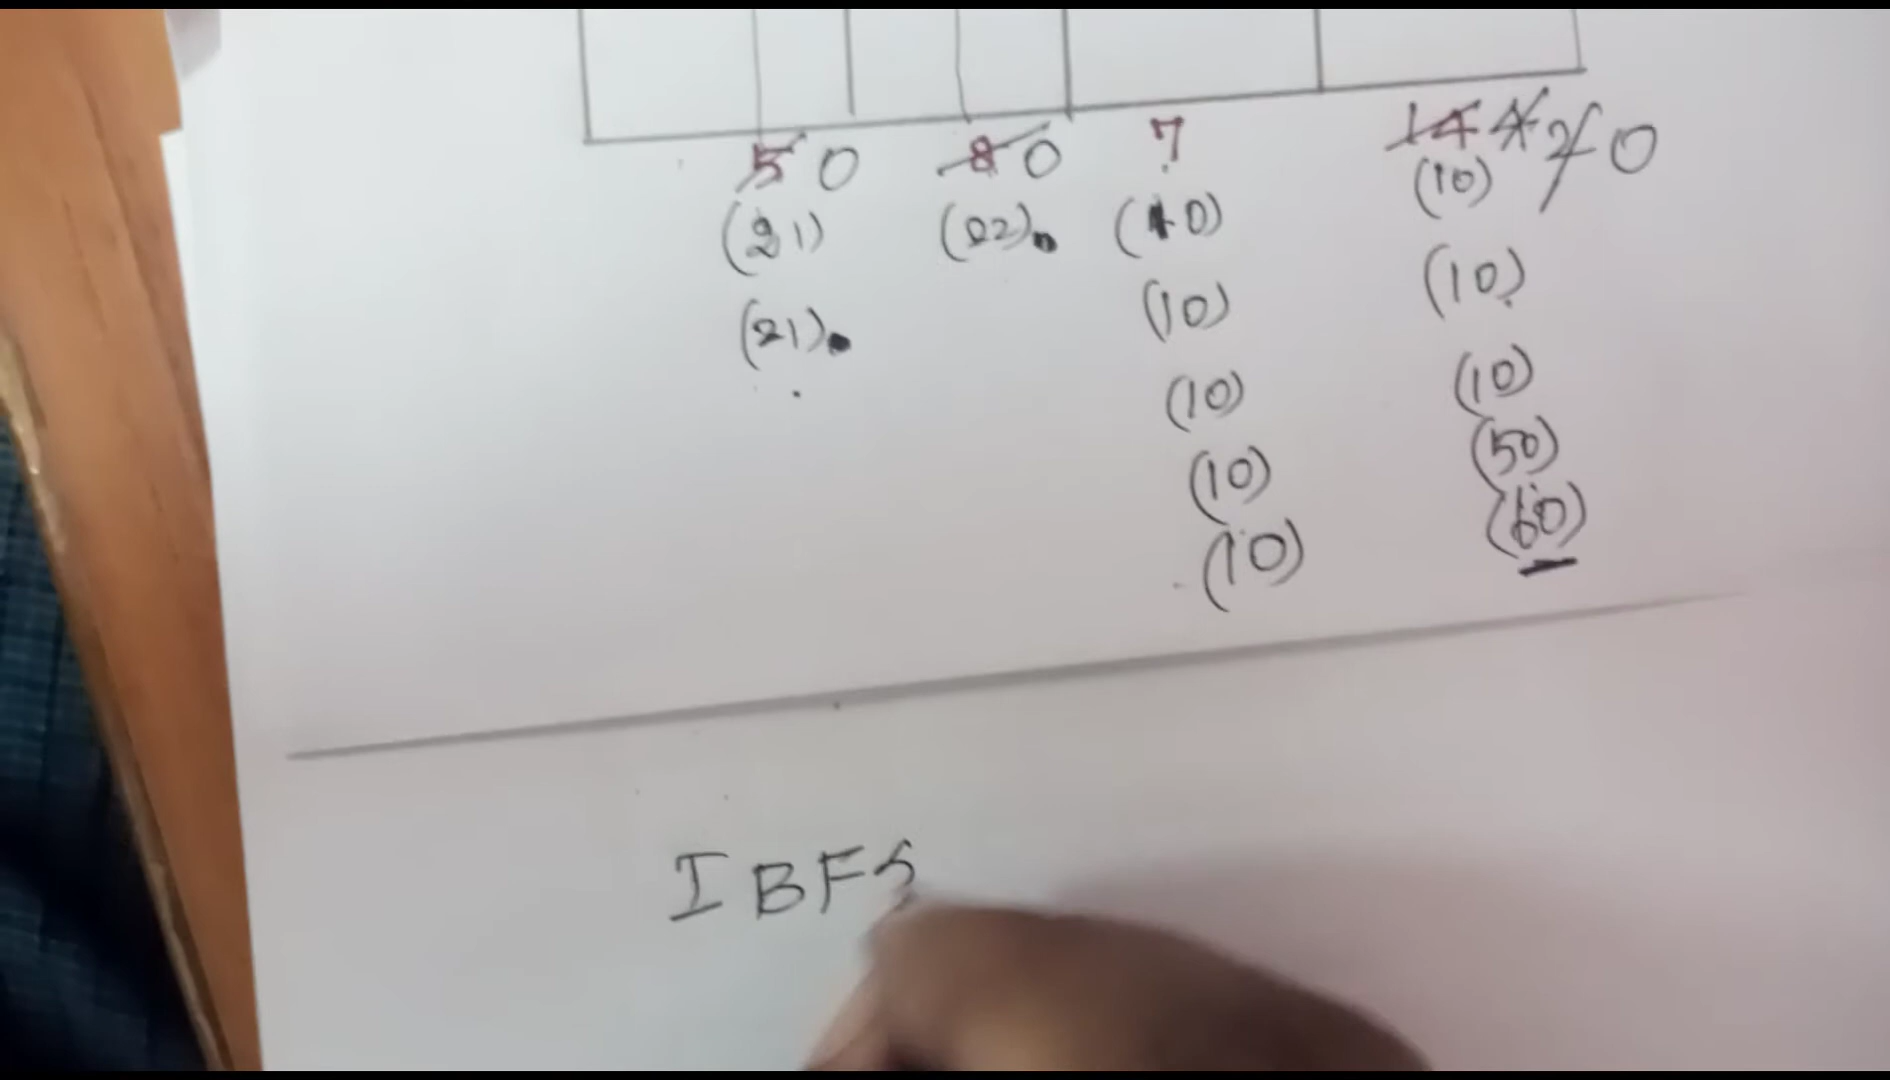 5 0 8 0 7 14 4 2 0
(21) (22) (10) (10)
(21) (10) (10)
(10) (10)
(10) (50)
(10) (60)
IBFS